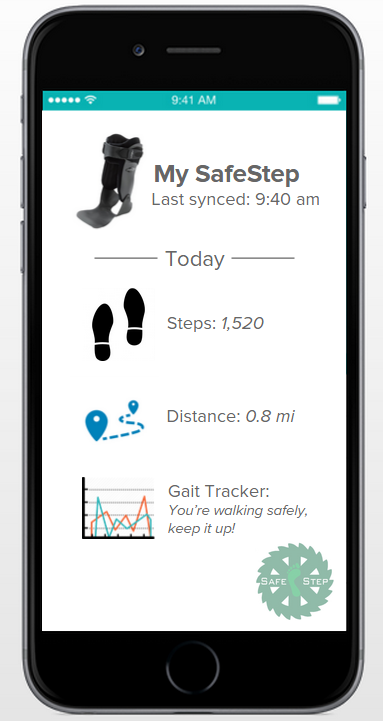 9:41 AM
My SafeStep
Last synced: 9:40 am
Today
Steps: 1,520
Distance: 0.8 mi
Gait Tracker:
You're walking safely,
keep it up!
SAFE STEP